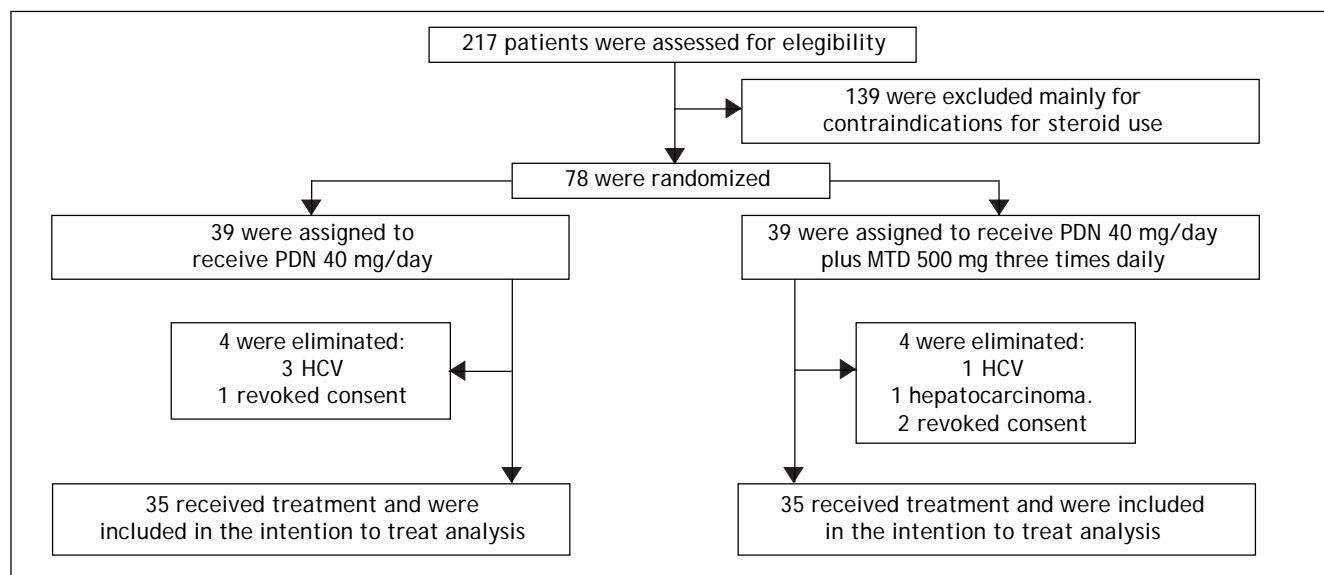 217 patients were assessed for elegibility
139 were excluded mainly for
contraindications for steroid use
78 were randomized
39 were assigned to
receive PDN 40 mg/day
39 were assigned to receive PDN 40 mg/day
plus MTD 500 mg three times daily
4 were eliminated:
3 HCV
1 revoked consent
4 were eliminated:
1 HCV
1 hepatocarcinoma.
2 revoked consent
35 received treatment and were
included in the intention to treat analysis
35 received treatment and were included
in the intention to treat analysis